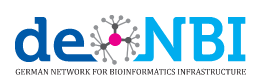 de.NBI
GERMAN NETWORK FOR BIOINFORMATICS INFRASTRUCTURE